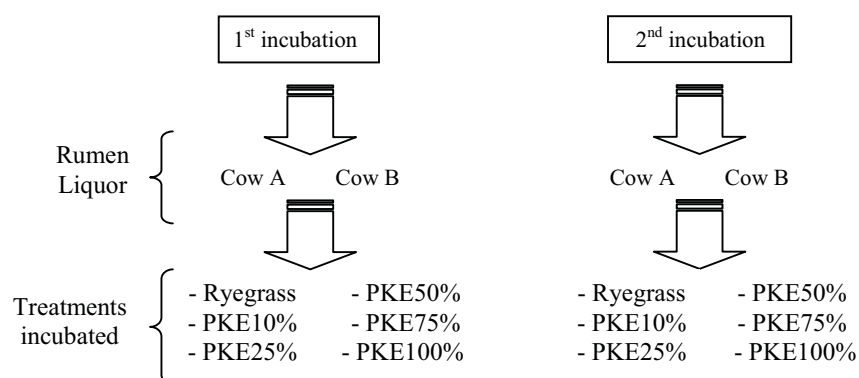 1st incubation
2nd incubation
Rumen
Liquor
Cow A Cow B
Cow A Cow B
Treatments
incubated
- Ryegrass - PKE50%
- PKE10% - PKE75%
- PKE25% - PKE100%
- Ryegrass - PKE50%
- PKE10% - PKE75%
- PKE25% - PKE100%